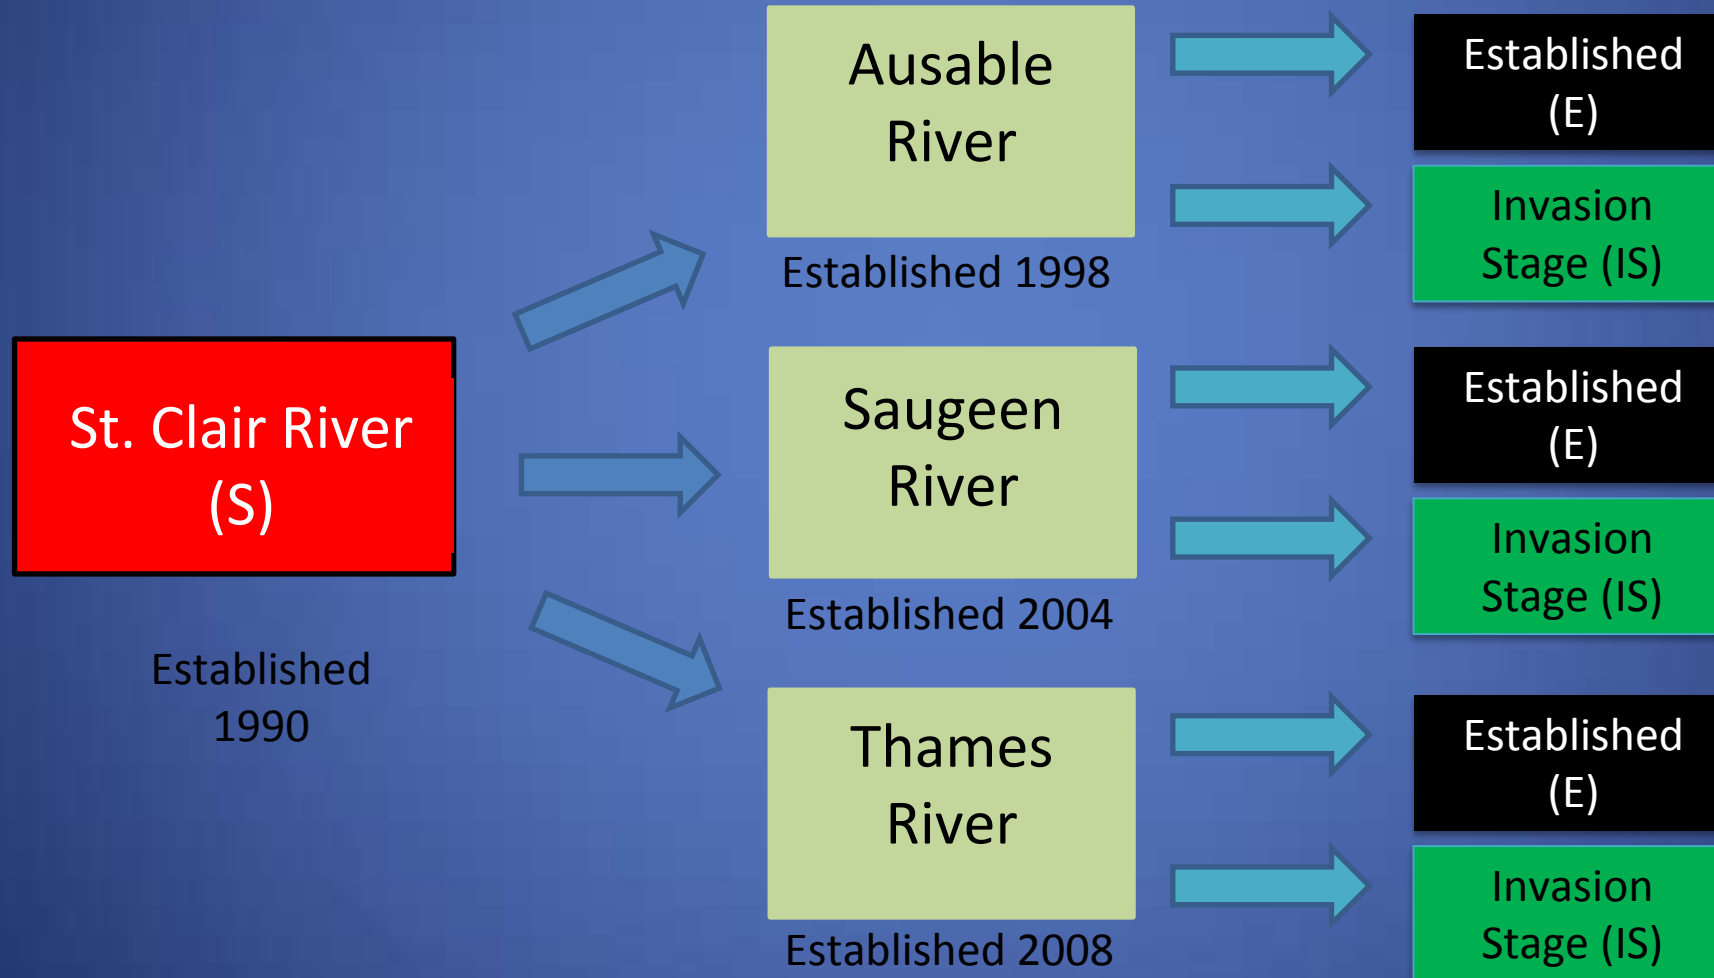 St. Clair River
(S)
Established
1990
Ausable
River
Established 1998
Established
(E)
Invasion
Stage (IS)
Saugeen
River
Established 2004
Established
(E)
Invasion
Stage (IS)
Thames
River
Established 2008
Established
(E)
Invasion
Stage (IS)